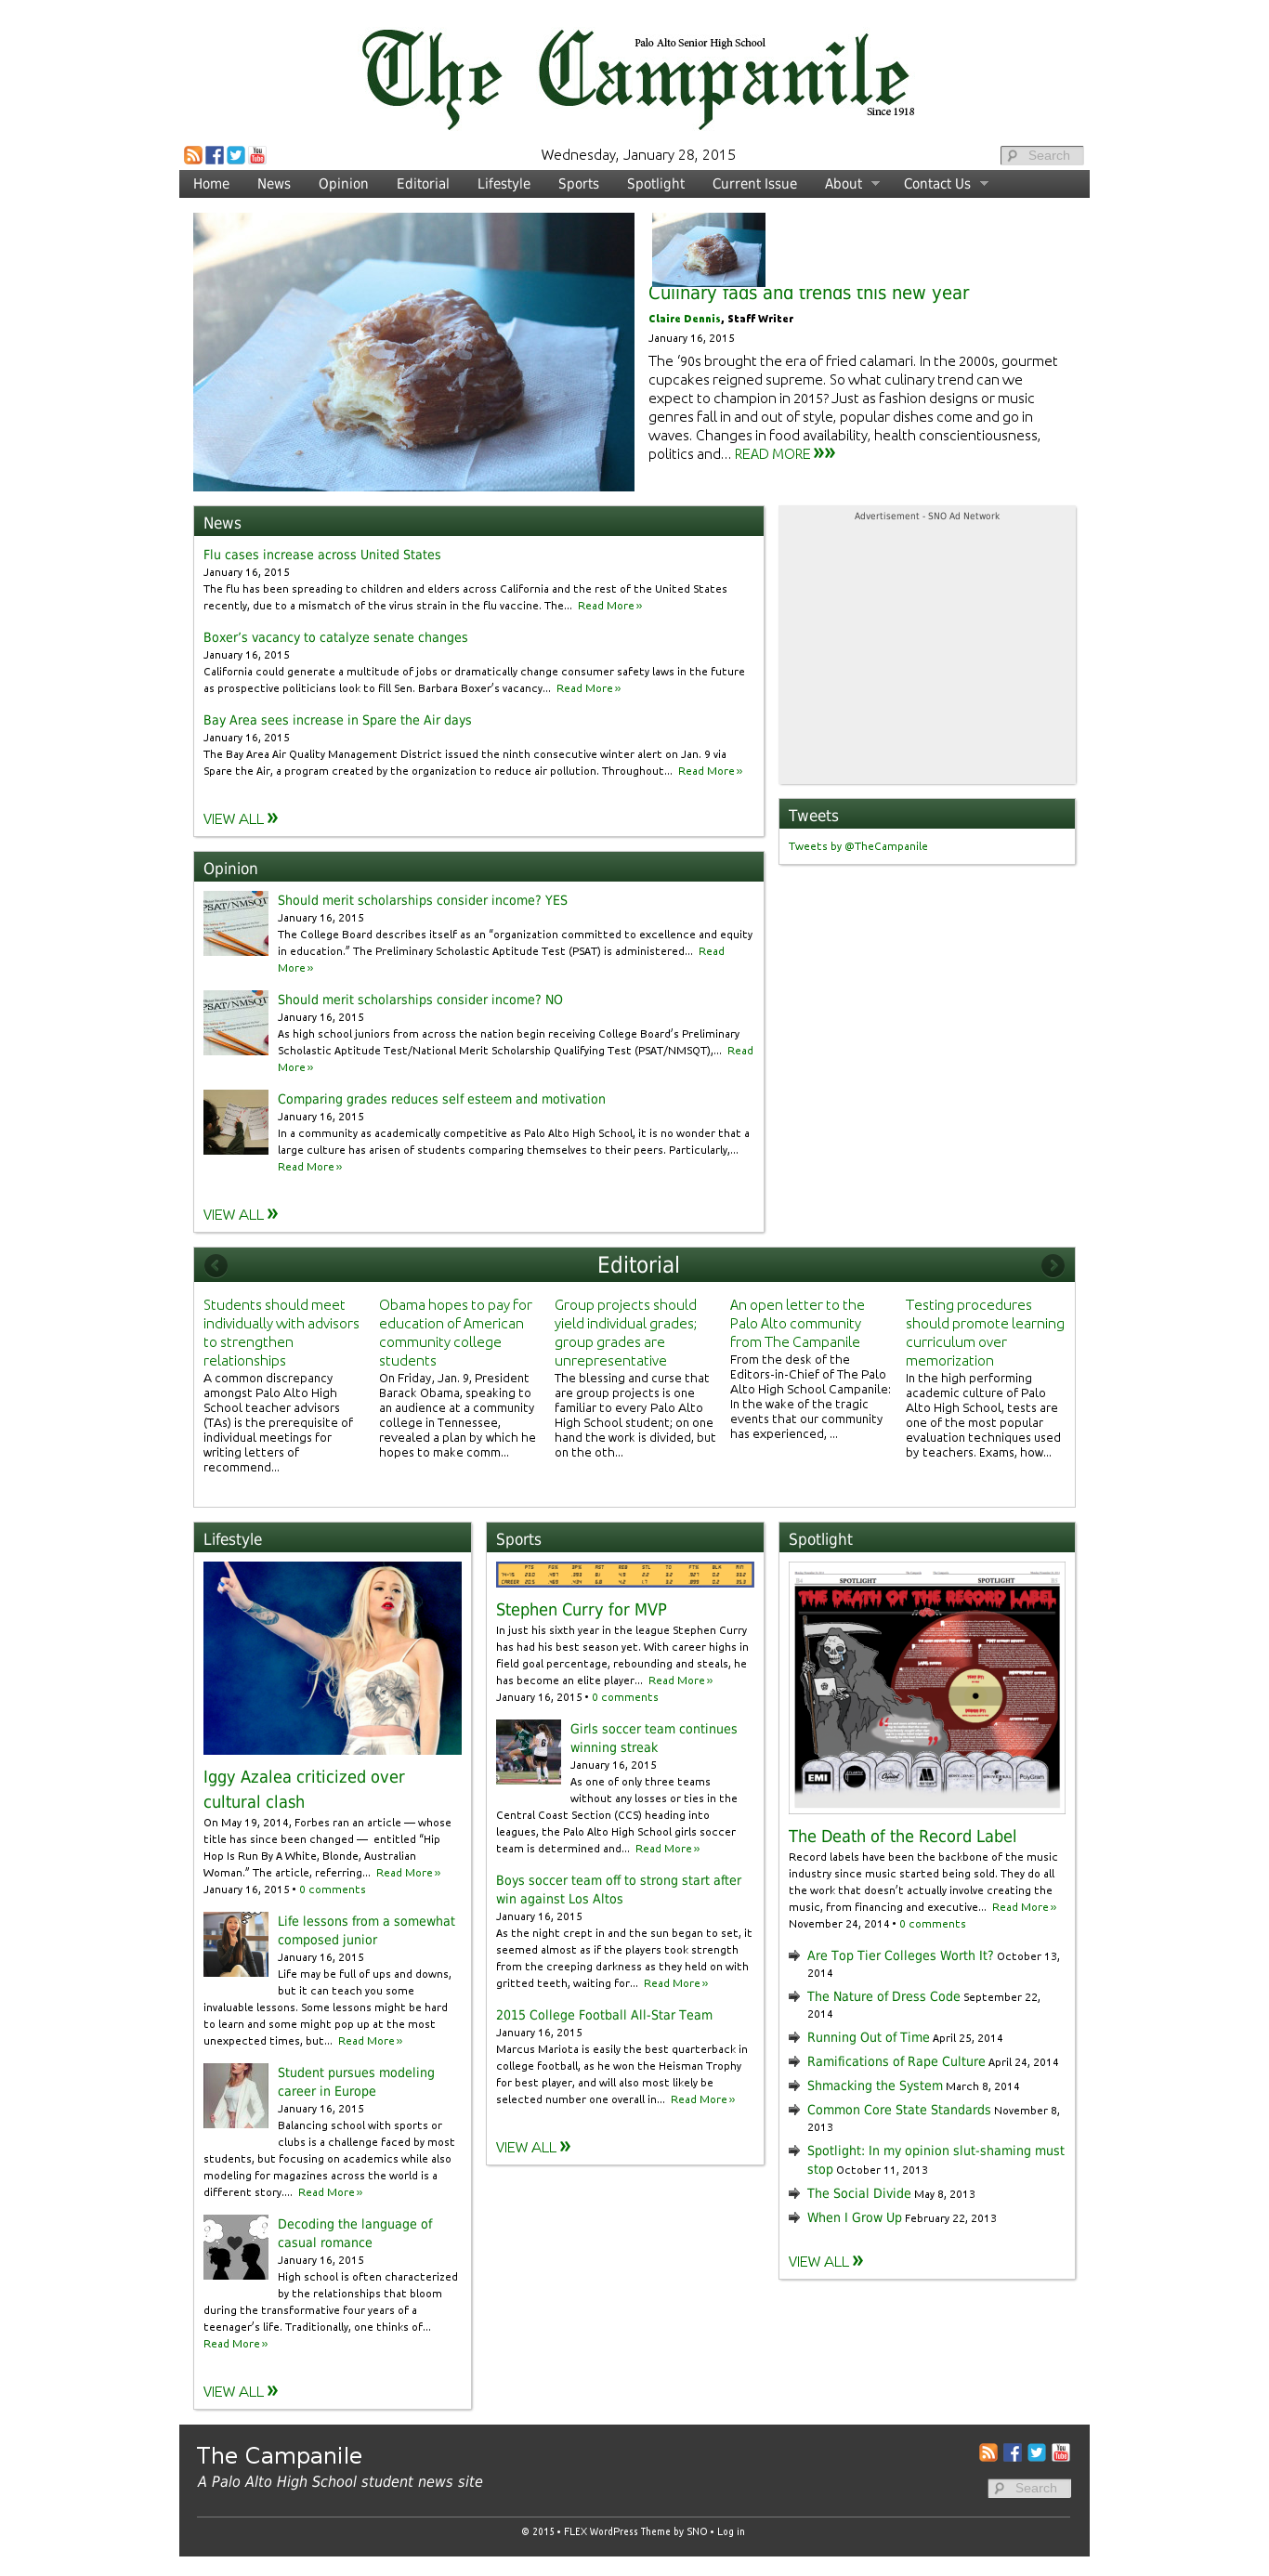 Palo Alto Senior High School
The Campanile
Since 1918
Wednesday, January 28, 2015
Search
Home News Opinion Editorial Lifestyle Sports Spotlight Current Issue About Contact Us
Culinary fads and trends this new year
Claire Dennis, Staff Writer
January 16, 2015
The ‘90s brought the era of fried calamari. In the 2000s, gourmet
cupcakes reigned supreme. So what culinary trend can we
expect to champion in 2015? Just as fashion designs or music
genres fall in and out of style, popular dishes come and go in
waves. Changes in food availability, health conscientiousness,
politics and... READ MORE »»
News
Flu cases increase across United States
January 16, 2015
The flu has been spreading to children and elders across California and the rest of the United States
recently, due to a mismatch of the virus strain in the flu vaccine. The... Read More »
Boxer’s vacancy to catalyze senate changes
January 16, 2015
California could generate a multitude of jobs or dramatically change consumer safety laws in the future
as prospective politicians look to fill Sen. Barbara Boxer’s vacancy... Read More »
Bay Area sees increase in Spare the Air days
January 16, 2015
The Bay Area Air Quality Management District issued the ninth consecutive winter alert on Jan. 9 via
Spare the Air, a program created by the organization to reduce air pollution. Throughout... Read More »
VIEW ALL »
Advertisement - SNO Ad Network
Tweets
Tweets by @TheCampanile
Opinion
Should merit scholarships consider income? YES
January 16, 2015
The College Board describes itself as an “organization committed to excellence and equity
in education.” The Preliminary Scholastic Aptitude Test (PSAT) is administered... Read
More »
Should merit scholarships consider income? NO
January 16, 2015
As high school juniors from across the nation begin receiving College Board’s Preliminary
Scholastic Aptitude Test/National Merit Scholarship Qualifying Test (PSAT/NMSQT),... Read
More »
Comparing grades reduces self esteem and motivation
January 16, 2015
In a community as academically competitive as Palo Alto High School, it is no wonder that a
large culture has arisen of students comparing themselves to their peers. Particularly,...
Read More »
VIEW ALL »
Editorial
Students should meet
individually with advisors
to strengthen
relationships
A common discrepancy
amongst Palo Alto High
School teacher advisors
(TAs) is the prerequisite of
individual meetings for
writing letters of
recommend...
Obama hopes to pay for
education of American
community college
students
On Friday, Jan. 9, President
Barack Obama, speaking to
an audience at a community
college in Tennessee,
revealed a plan by which he
hopes to make comm...
Group projects should
yield individual grades;
group grades are
unrepresentative
The blessing and curse that
are group projects is one
familiar to every Palo Alto
High School student; on one
hand the work is divided, but
on the oth...
An open letter to the
Palo Alto community
from The Campanile
From the desk of the
Editors-in-Chief of The Palo
Alto High School Campanile:
In the wake of the tragic
events that our community
has experienced, ...
Testing procedures
should promote learning
curriculum over
memorization
In the high performing
academic culture of Palo
Alto High School, tests are
one of the most popular
evaluation techniques used
by teachers. Exams, how...
Lifestyle
Iggy Azalea criticized over
cultural clash
On May 19, 2014, Forbes ran an article — whose
title has since been changed — entitled “Hip
Hop Is Run By A White, Blonde, Australian
Woman.” The article, referring... Read More »
January 16, 2015 • 0 comments
Life lessons from a somewhat
composed junior
January 16, 2015
Life may be full of ups and downs,
but it can teach you some
invaluable lessons. Some lessons might be hard
to learn and some might pop up at the most
unexpected times, but... Read More »
Student pursues modeling
career in Europe
January 16, 2015
Balancing school with sports or
clubs is a challenge faced by most
students, but focusing on academics while also
modeling for magazines across the world is a
different story.... Read More »
Decoding the language of
casual romance
January 16, 2015
High school is often characterized
by the relationships that bloom
during the transformative four years of a
teenager’s life. Traditionally, one thinks of...
Read More »
VIEW ALL »
Sports
Stephen Curry for MVP
In just his sixth year in the league Stephen Curry
has had his best season yet. With career highs in
field goal percentage, rebounding and steals, he
has become an elite player... Read More »
January 16, 2015 • 0 comments
Girls soccer team continues
winning streak
January 16, 2015
As one of only three teams
without any losses or ties in the
Central Coast Section (CCS) heading into
leagues, the Palo Alto High School girls soccer
team is determined and... Read More »
Boys soccer team off to strong start after
win against Los Altos
January 16, 2015
As the night crept in and the sun began to set, it
seemed almost as if the players took strength
from the creeping darkness as they held on with
gritted teeth, waiting for... Read More »
2015 College Football All-Star Team
January 16, 2015
Marcus Mariota is easily the best quarterback in
college football, as he won the Heisman Trophy
for best player, and will also most likely be
selected number one overall in... Read More »
VIEW ALL »
Spotlight
SPOTLIGHT SPOTLIGHT
THE DEATH OF THE RECORD LABEL
EMI
The Death of the Record Label
Record labels have been the backbone of the music
industry since music started being sold. They do all
the work that doesn’t actually involve creating the
music, from financing and executive... Read More »
November 24, 2014 • 0 comments
Are Top Tier Colleges Worth It? October 13,
2014
The Nature of Dress Code September 22,
2014
Running Out of Time April 25, 2014
Ramifications of Rape Culture April 24, 2014
Shmacking the System March 8, 2014
Common Core State Standards November 8,
2013
Spotlight: In my opinion slut-shaming must
stop October 11, 2013
The Social Divide May 8, 2013
When I Grow Up February 22, 2013
VIEW ALL »
The Campanile
A Palo Alto High School student news site
Search
© 2015 • FLEX WordPress Theme by SNO • Log in